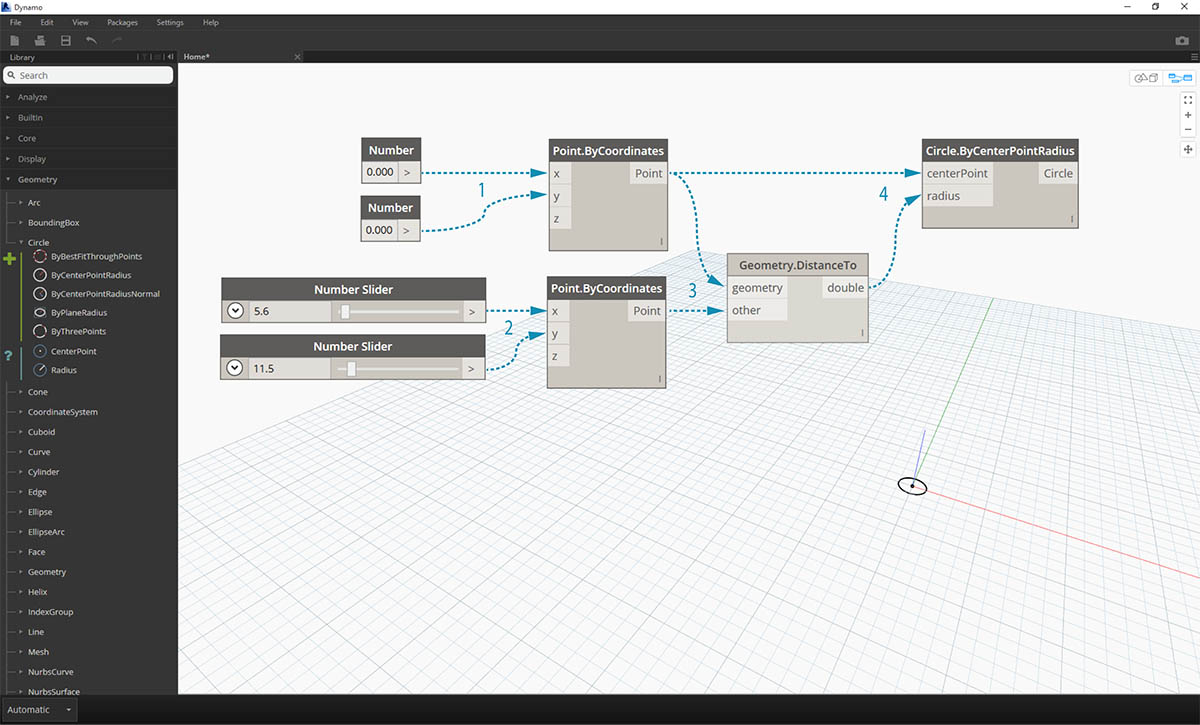 Dynamo
File Edit View Packages Settings Help
Library
Home*
Search
Analyze
BuiltIn
Core
Display
Geometry
Arc
BoundingBox
Circle
ByBestFitThroughPoints
ByCenterPointRadius
ByCenterPointRadiusNormal
ByPlaneRadius
ByThreePoints
CenterPoint
Radius
Cone
CoordinateSystem
Cuboid
Curve
Cylinder
Edge
Ellipse
EllipseArc
Face
Geometry
Helix
IndexGroup
Line
Mesh
NurbsCurve
NurbsSurface
Automatic
Number
0.000 >
Number
0.000 >
1
Point.ByCoordinates
x Point
y
z
l
Number Slider
5.6 >
Number Slider
11.5 >
2
Point.ByCoordinates
x Point
y
z
l
3
Geometry.DistanceTo
geometry double
other
l
4
Circle.ByCenterPointRadius
centerPoint Circle
radius
l